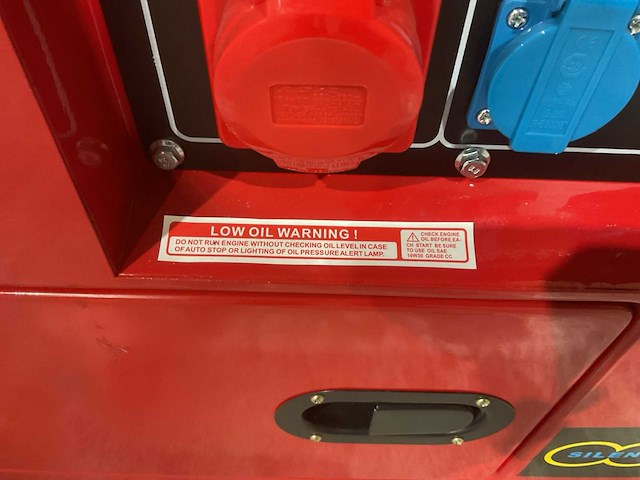 LOW OIL WARNING !
DO NOT RUN ENGINE WITHOUT CHECKING OIL LEVEL IN CASE
OF AUTO STOP OR LIGHTING OF OIL PRESSURE ALERT LAMP.
CHECK ENGINE
OIL BEFORE EA-
CH START BE SURE
TO USE OIL SAE
10W30 GRADE CC
SILEN